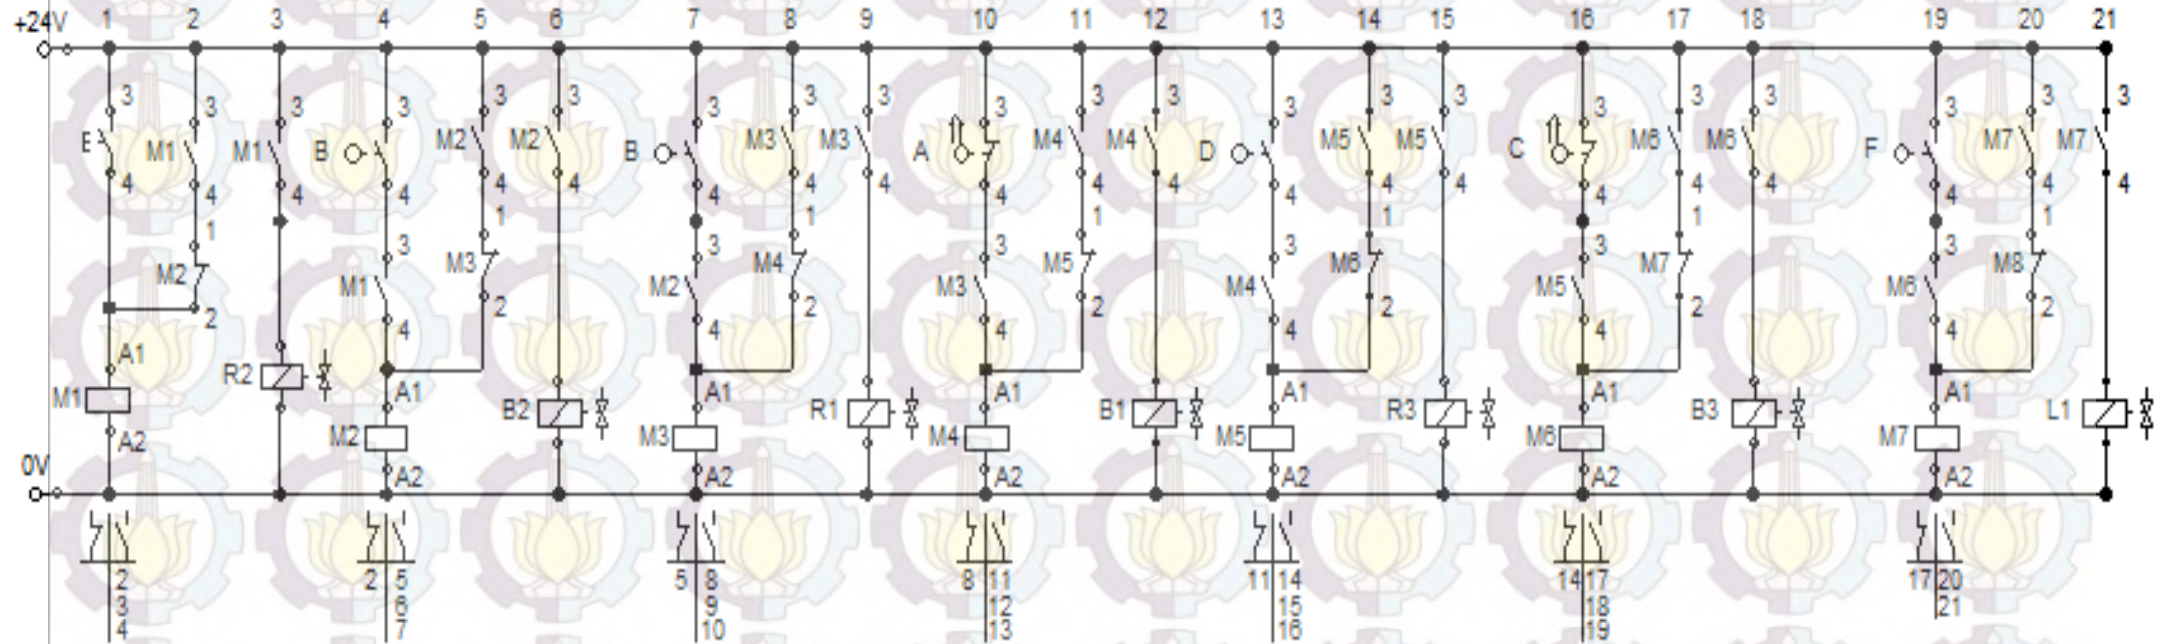 +24V 1 2 3 4 5 6 7 8 9 10 11 12 13 14 15 16 17 18 19 20 21
3 3 3 3 3 3 3 3 3 3 3 3 3 3 3 3 3 3 3 3 3
E M1 M1 B M2 M2 B M3 M3 A M4 M4 D M5 M5 C M6 M6 F M7 M7
4 4 4 4 4 4 4 4 4 4 4 4 4 4 4 4 4 4 4 4 4
1 1 1 1 1 1 1
3 3 3 3 3 3
M2 M1 M3 M2 M4 M3 M5 M4 M6 M5 M7 M6 M8
2 4 2 4 2 4 2 4 2 4 2 4 2
A1 R2 A1 A1 A1 A1 A1 A1
M1 M2 B2 M3 R1 M4 B1 M5 R3 M6 B3 M7 L1
A2 A2 A2 A2 A2 A2 A2
0V
2 2 5 5 8 8 11 11 14 14 17 17 20
3 6 9 12 15 18 21
4 7 10 13 16 19